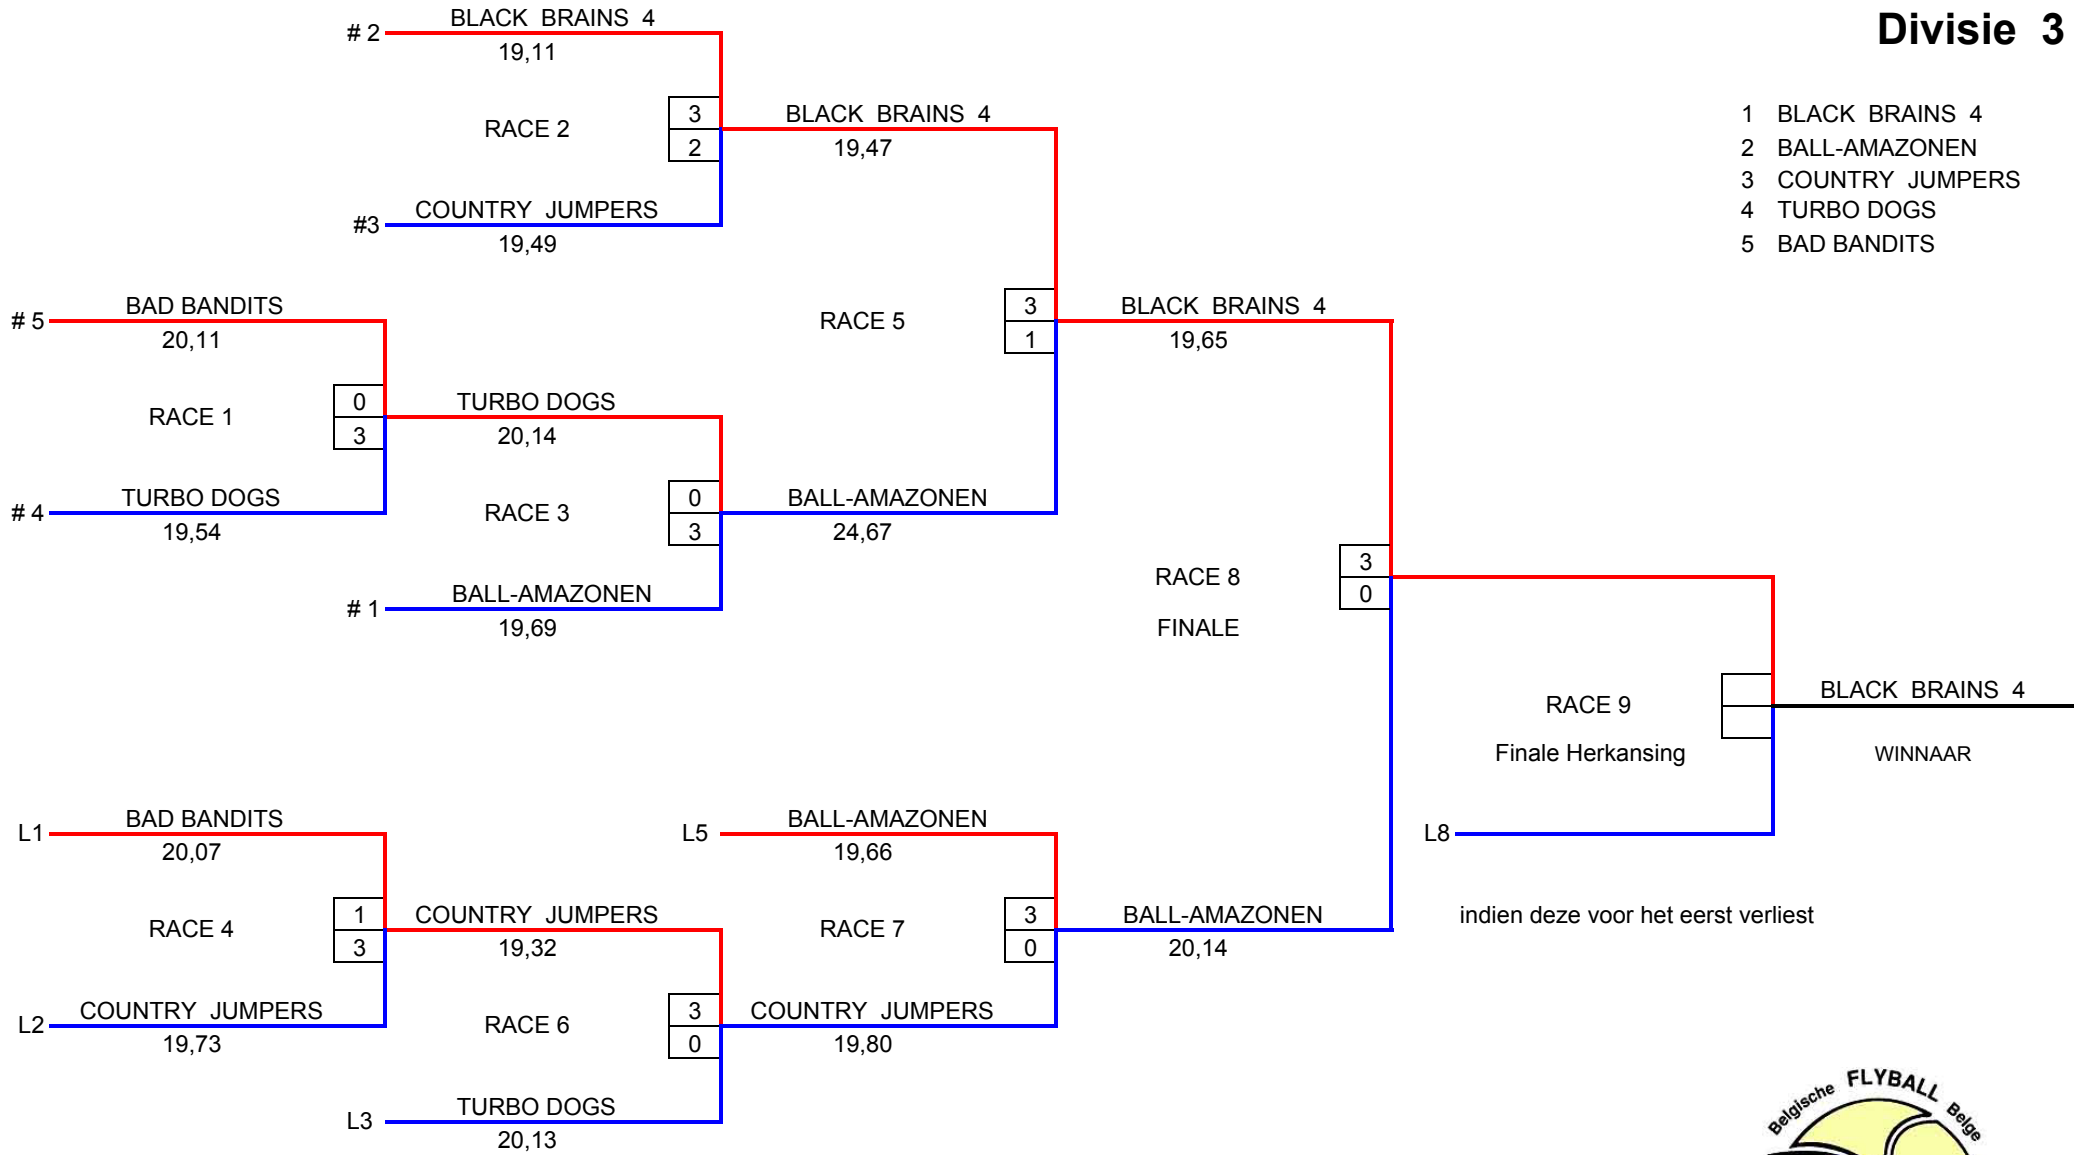 Divisie 3
1 BLACK BRAINS 4
2 BALL-AMAZONEN
3 COUNTRY JUMPERS
4 TURBO DOGS
5 BAD BANDITS
# 2
BLACK BRAINS 4
19,11
RACE 2
3
2
#3
COUNTRY JUMPERS
19,49
# 5
BAD BANDITS
20,11
RACE 1
0
3
# 4
TURBO DOGS
19,54
TURBO DOGS
20,14
RACE 3
0
3
# 1
BALL-AMAZONEN
19,69
BLACK BRAINS 4
19,47
RACE 5
3
1
BALL-AMAZONEN
24,67
BLACK BRAINS 4
19,65
RACE 8
3
0
FINALE
L1
BAD BANDITS
20,07
RACE 4
1
3
L2
COUNTRY JUMPERS
19,73
COUNTRY JUMPERS
19,32
RACE 6
3
0
L3
TURBO DOGS
20,13
L5
BALL-AMAZONEN
19,66
RACE 7
3
0
COUNTRY JUMPERS
19,80
BALL-AMAZONEN
20,14
RACE 9
Finale Herkansing
BLACK BRAINS 4
WINNAAR
L8
indien deze voor het eerst verliest
Belgische FLYBALL Belge